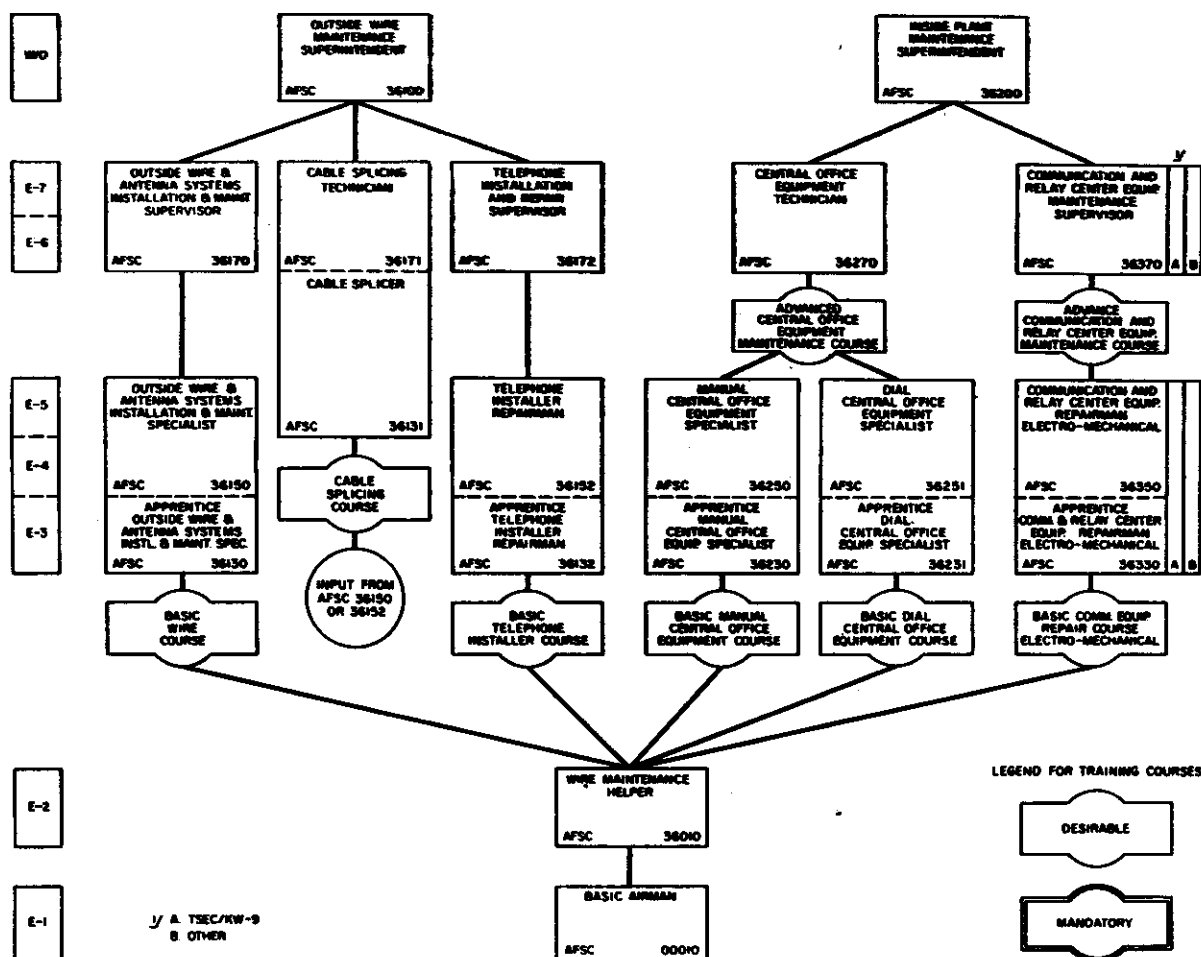 W/O
OUTSIDE WIRE
MAINTENANCE
SUPERINTENDENT
AFSC 36100
INSIDE PLANT
MAINTENANCE
SUPERINTENDENT
AFSC 36200
E-7
E-6
OUTSIDE WIRE &
ANTENNA SYSTEMS
INSTALLATION & MAINT
SUPERVISOR
AFSC 36170
CABLE SPLICING
TECHNICIAN
AFSC 36171
CABLE SPLICER
AFSC 36131
TELEPHONE
INSTALLATION
AND REPAIR
SUPERVISOR
AFSC 36172
CENTRAL OFFICE
EQUIPMENT
TECHNICIAN
AFSC 36270
COMMUNICATION AND
RELAY CENTER EQUIP.
MAINTENANCE
SUPERVISOR
AFSC 36370
y
A B
ADVANCED
CENTRAL OFFICE
EQUIPMENT
MAINTENANCE COURSE
ADVANCE
COMMUNICATION AND
RELAY CENTER EQUIP.
MAINTENANCE COURSE
E-5
E-4
E-3
OUTSIDE WIRE &
ANTENNA SYSTEMS
INSTALLATION & MAINT.
SPECIALIST
AFSC 36150
APPRENTICE
OUTSIDE WIRE &
ANTENNA SYSTEMS
INSTL. & MAINT. SPEC.
AFSC 36130
CABLE
SPLICING
COURSE
INPUT FROM
AFSC 36150
OR 36152
TELEPHONE
INSTALLER
REPAIRMAN
AFSC 36152
APPRENTICE
TELEPHONE
INSTALLER
REPAIRMAN
AFSC 36132
MANUAL
CENTRAL OFFICE
EQUIPMENT
SPECIALIST
AFSC 36250
APPRENTICE
MANUAL
CENTRAL OFFICE
EQUIP SPECIALIST
AFSC 36230
DIAL
CENTRAL OFFICE
EQUIPMENT
SPECIALIST
AFSC 36251
APPRENTICE
DIAL.
CENTRAL OFFICE
EQUIP. SPECIALIST
AFSC 36231
COMMUNICATION AND
RELAY CENTER EQUIP.
REPAIRMAN
ELECTRO-MECHANICAL
AFSC 36350
APPRENTICE
COMM & RELAY CENTER
EQUIP. REPAIRMAN
ELECTRO-MECHANICAL
AFSC 36330
A B
BASIC
WIRE
COURSE
BASIC
TELEPHONE
INSTALLER COURSE
BASIC MANUAL
CENTRAL OFFICE
EQUIPMENT COURSE
BASIC DIAL
CENTRAL OFFICE
EQUIPMENT COURSE
BASIC COMM EQUIP
REPAIR COURSE
ELECTRO-MECHANICAL
E-2
WIRE MAINTENANCE
HELPER
AFSC 36010
LEGEND FOR TRAINING COURSES
DESIRABLE
MANDATORY
E-1
y A. TSEC/KW-9
B. OTHER
BASIC AIRMAN
AFSC 00010